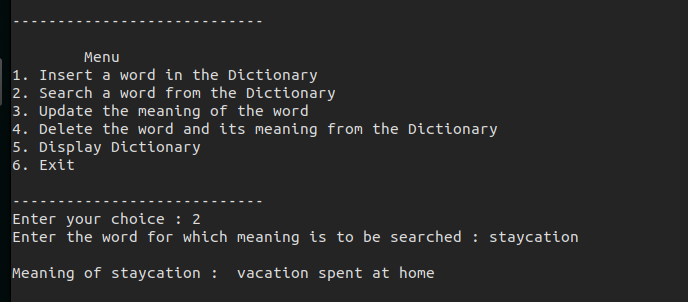 ----------------------------
Menu
1. Insert a word in the Dictionary
2. Search a word from the Dictionary
3. Update the meaning of the word
4. Delete the word and its meaning from the Dictionary
5. Display Dictionary
6. Exit
----------------------------
Enter your choice : 2
Enter the word for which meaning is to be searched : staycation
Meaning of staycation :  vacation spent at home